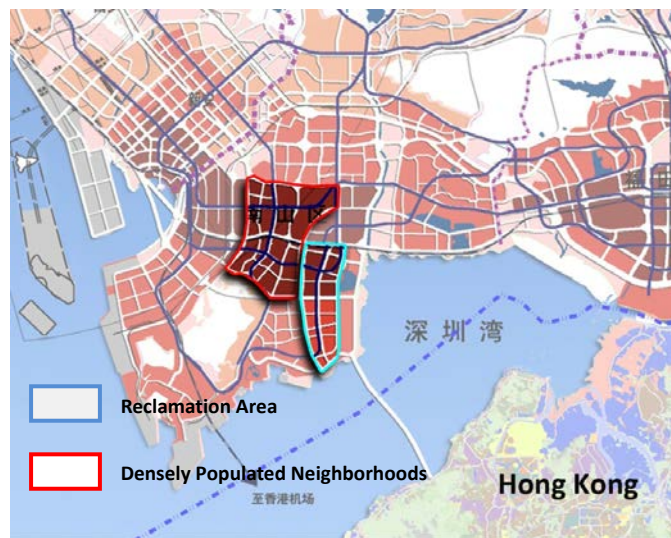 南山区
深圳湾
Reclamation Area
Densely Populated Neighborhoods
至香港机场
Hong Kong